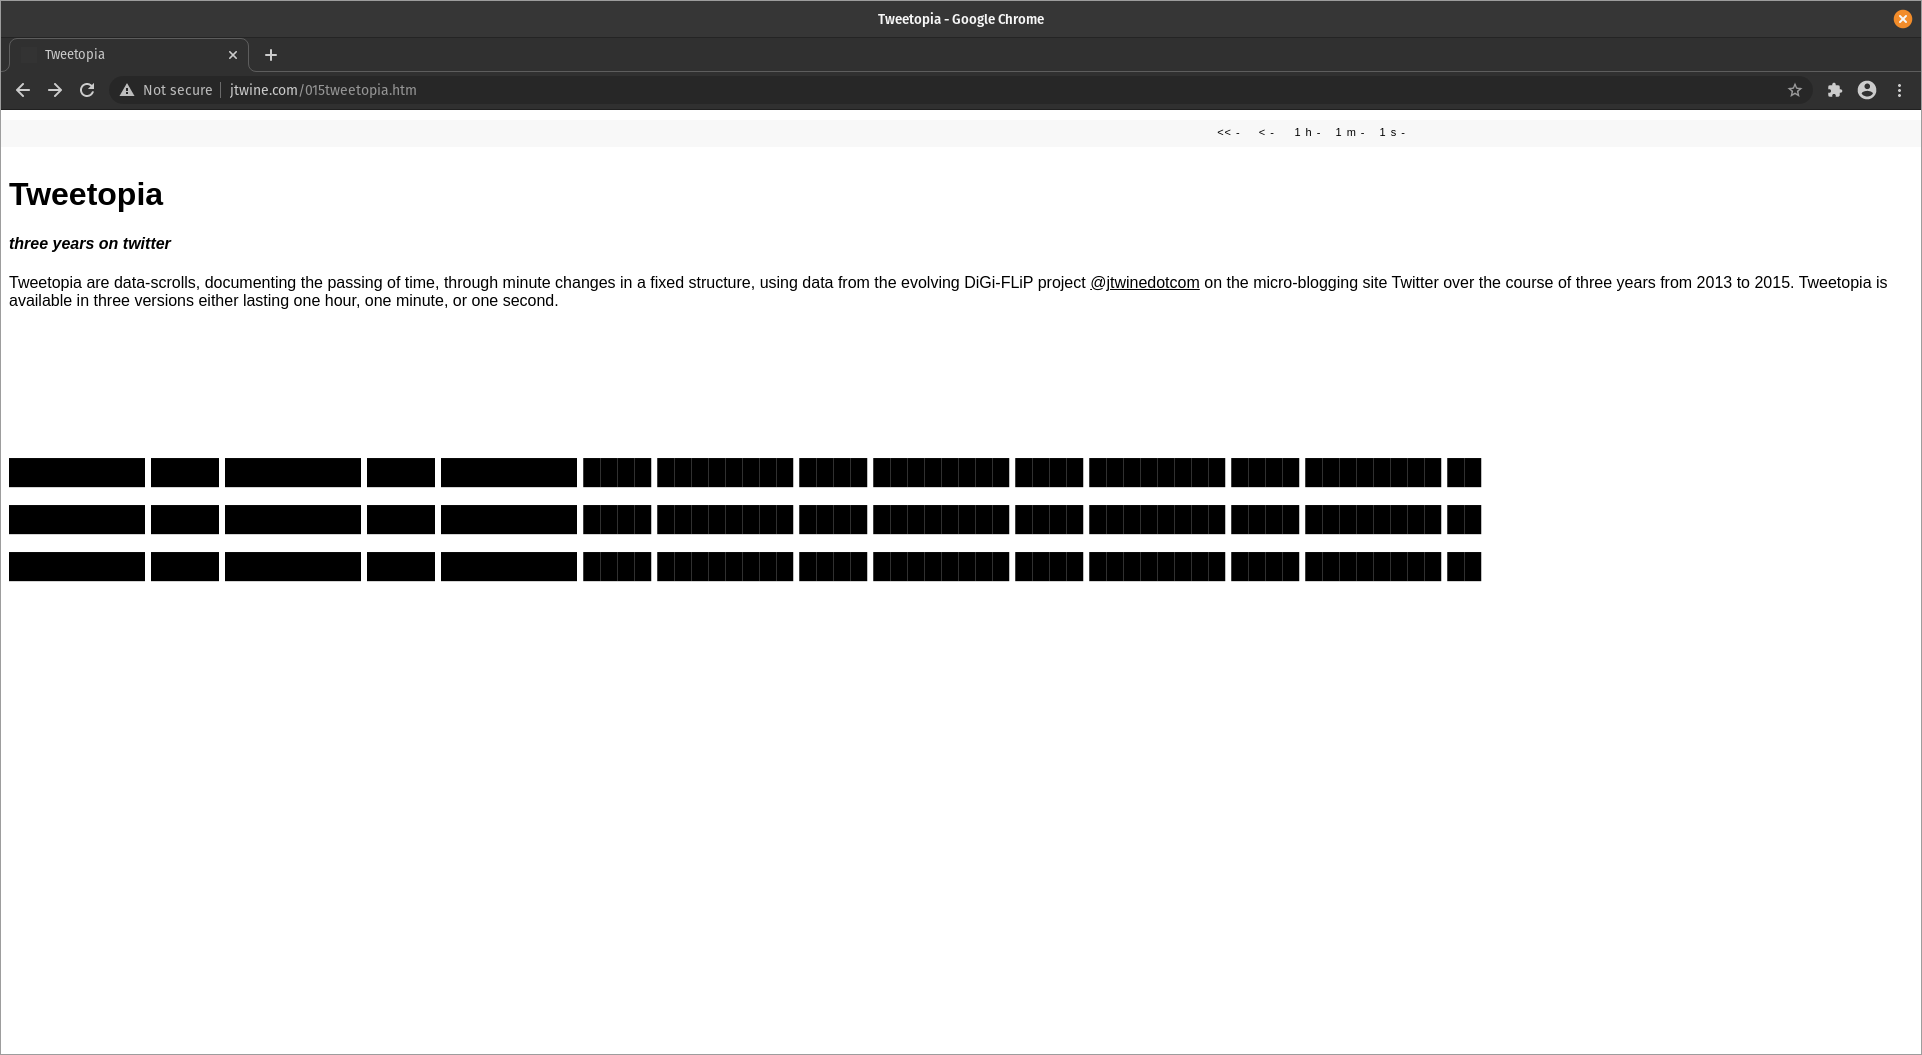 Tweetopia - Google Chrome
Tweetopia
Not secure jtwine.com/015tweetopia.htm
<< - < - 1 h - 1 m - 1 s -
Tweetopia
three years on twitter
Tweetopia are data-scrolls, documenting the passing of time, through minute changes in a fixed structure, using data from the evolving DiGi-FLiP project @jtwinedotcom on the micro-blogging site Twitter over the course of three years from 2013 to 2015. Tweetopia is
available in three versions either lasting one hour, one minute, or one second.